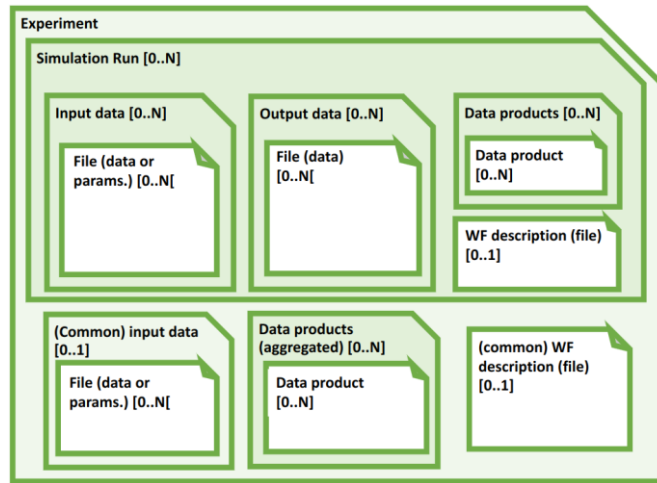 Experiment
Simulation Run [0..N]
Input data [0..N]
File (data or
params.) [0..N[
Output data [0..N]
File (data)
[0..N[
Data products [0..N]
Data product
[0..N]
WF description (file)
[0..1]
(Common) input data
[0..1]
File (data or
params.) [0..N[
Data products
(aggregated) [0..N]
Data product
[0..N]
(common) WF
description (file)
[0..1]